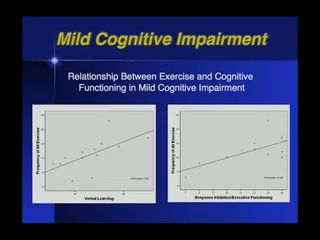 Mild Cognitive Impairment
Relationship Between Exercise and Cognitive
Functioning in Mild Cognitive Impairment
Frequency of All Exercise
Verbal Learning
Frequency of All Exercise
Response Inhibition/Executive Functioning